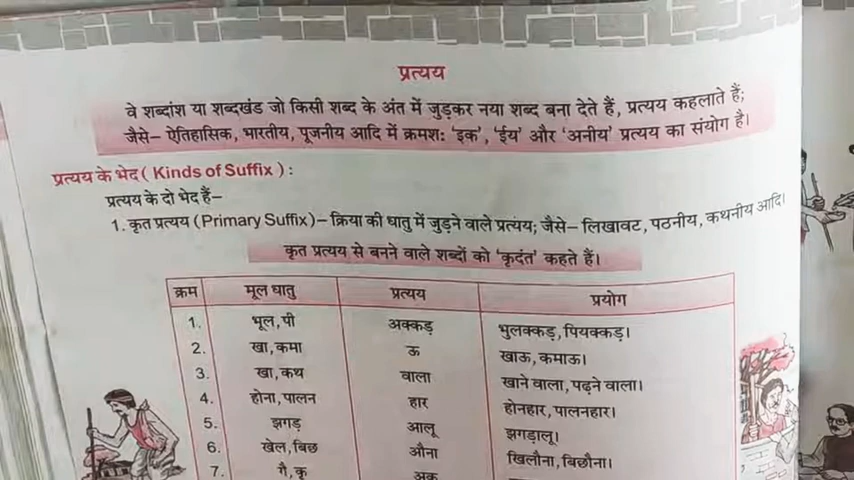 प्रत्यय
वे शब्दांश या शब्दखंड जो किसी शब्द के अंत में जुड़कर नया शब्द बना देते हैं, प्रत्यय कहलाते हैं;
जैसे– ऐतिहासिक, भारतीय, पूजनीय आदि में क्रमशः 'इक', 'ईय' और 'अनीय' प्रत्यय का संयोग है।
प्रत्यय के भेद ( Kinds of Suffix ) :
प्रत्यय के दो भेद हैं–
1. कृत प्रत्यय (Primary Suffix)– क्रिया की धातु में जुड़ने वाले प्रत्यय; जैसे– लिखावट, पठनीय, कथनीय आदि।
कृत प्रत्यय से बनने वाले शब्दों को 'कृदंत' कहते हैं।
क्रम मूल धातु प्रत्यय प्रयोग
1. भूल, पी अक्कड़ भुलक्कड़, पियक्कड़।
2. खा, कमा ऊ खाऊ, कमाऊ।
3. खा, कथ वाला खाने वाला, पढ़ने वाला।
4. होना, पालन हार होनहार, पालनहार।
5. झगड़ आलू झगड़ालू।
6. खेल, बिछ औना खिलौना, बिछौना।
7. गै, कृ अक